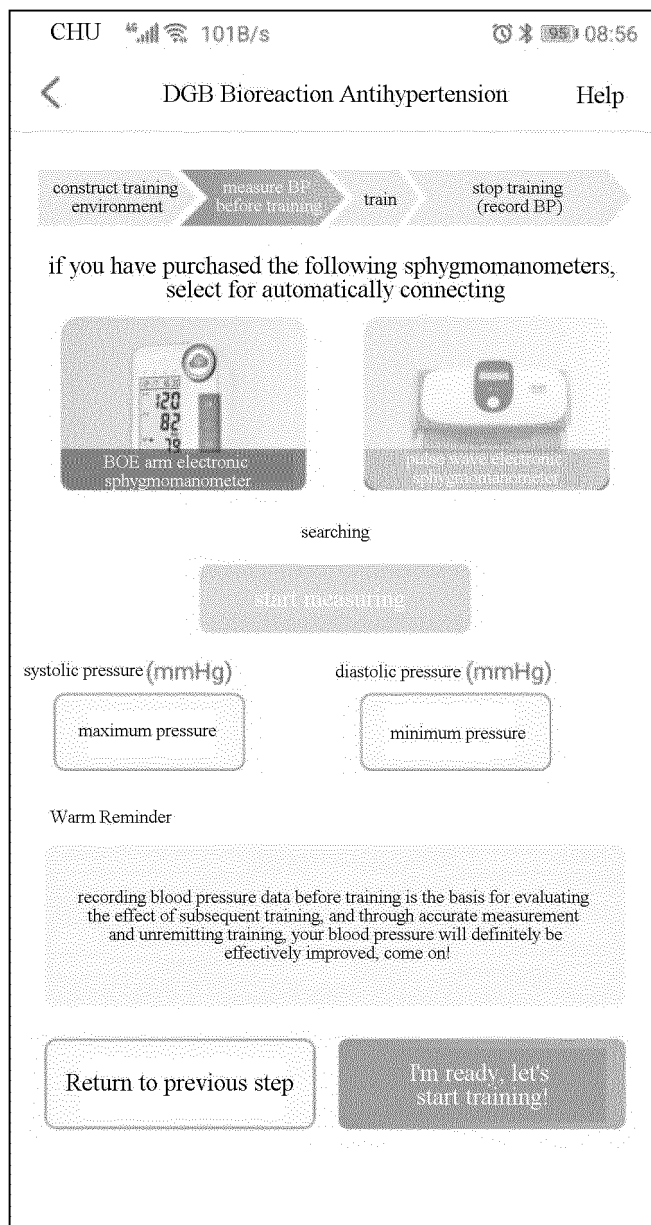 CHU 4G 101B/s 95 08:56
DGB Bioreaction Antihypertension Help
construct training
environment
measure BP
before training
train
stop training
(record BP)
if you have purchased the following sphygmomanometers,
select for automatically connecting
120
82
79
BOE arm electronic
sphygmomanometer
pulse wave electronic
sphygmomanometer
searching
start measuring
systolic pressure (mmHg)
diastolic pressure (mmHg)
maximum pressure
minimum pressure
Warm Reminder
recording blood pressure data before training is the basis for evaluating
the effect of subsequent training, and through accurate measurement
and unremitting training, your blood pressure will definitely be
effectively improved, come on!
Return to previous step
I'm ready, let's
start training!